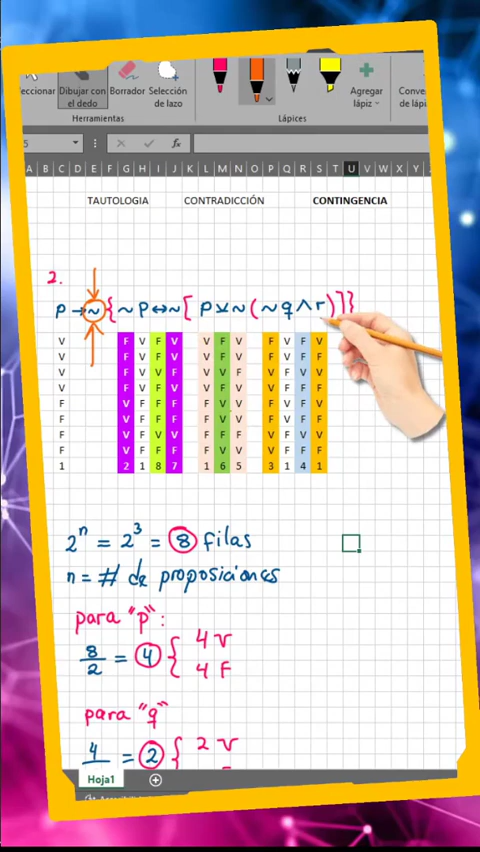 eccionar
Dibujar con el dedo
Borrador
Selección de lazo
Agregar lápiz
Conver
de lápi
Herramientas
Lápices
5
fx
A B C D E F G H I J K L M N O P Q R S T U V W X Y
TAUTOLOGIA CONTRADICCIÓN CONTINGENCIA
2.
p → ~ { ~ p ↔ ~ [ p ⊻ ~ ( ~ q ∧ r ) ] }
V F V F V V F V F V F V
V F V F V V F V F V F F
V F V F V V V F V F V V
V F V F V V F V V F F F
F V F V F F V V F V F V
F V F V F F V V F V F F
F V F V F F F F V F V V
F V F V F F V V V F F F
1 2 1 8 7 1 6 5 3 1 4 1
2ⁿ = 2³ = 8 filas
n = # de proposiciones
para "p":
8/2 = 4 { 4 V
4 F
para "q"
4 = 2 { 2 V
Hoja1